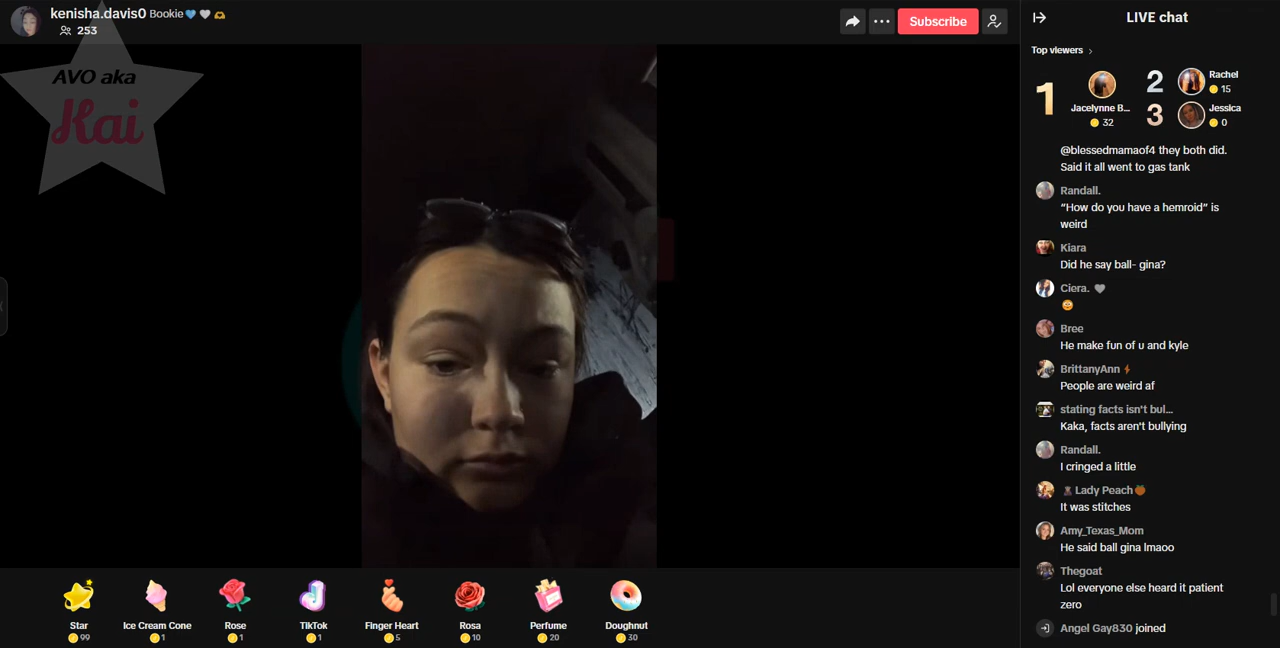 kenisha.davis0 Bookie💙🤍🫶
253
Subscribe
AVO aka
Kai
LIVE chat
Top viewers
1
Jacelynne B...
32
2
Rachel
15
3
Jessica
0
@blessedmamaof4 they both did.
Said it all went to gas tank
Randall.
“How do you have a hemroid” is
weird
Kiara
Did he say ball- gina?
Ciera. 🤍
Bree
He make fun of u and kyle
BrittanyAnn
People are weird af
stating facts isn't bul...
Kaka, facts aren't bullying
Randall.
I cringed a little
Lady Peach
It was stitches
Amy_Texas_Mom
He said ball gina lmaoo
Thegoat
Lol everyone else heard it patient
zero
Angel Gay830 joined
Star
99
Ice Cream Cone
1
Rose
1
TikTok
1
Finger Heart
5
Rosa
10
Perfume
20
Doughnut
30